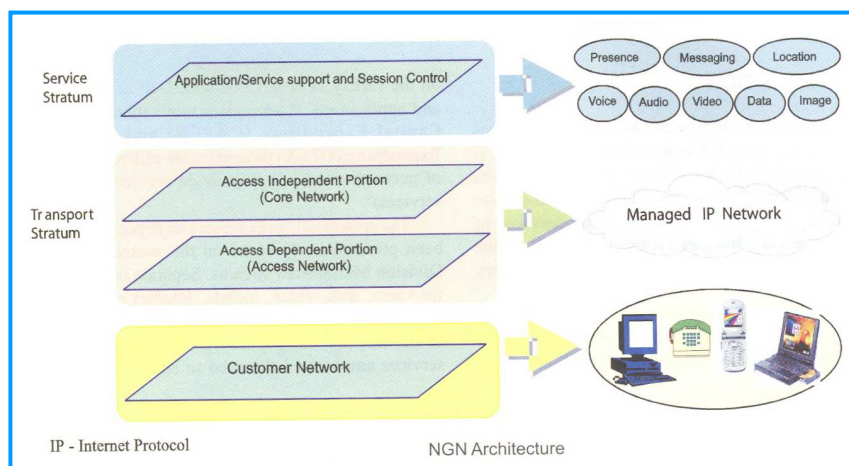 Service
Stratum
Application/Service support and Session Control
Presence
Messaging
Location
Voice
Audio
Video
Data
Image
Transport
Stratum
Access Independent Portion
(Core Network)
Access Dependent Portion
(Access Network)
Managed IP Network
Customer Network
IP - Internet Protocol
NGN Architecture